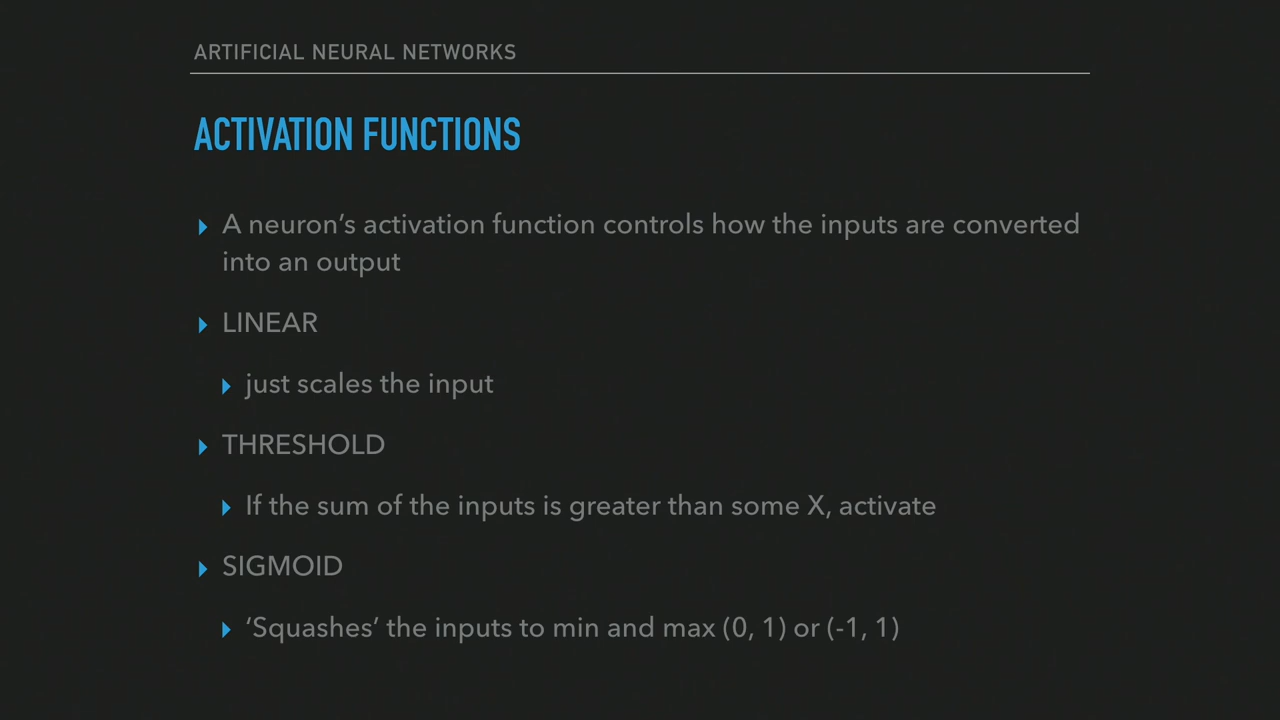 ARTIFICIAL NEURAL NETWORKS
ACTIVATION FUNCTIONS
A neuron’s activation function controls how the inputs are converted
into an output
LINEAR
just scales the input
THRESHOLD
If the sum of the inputs is greater than some X, activate
SIGMOID
‘Squashes‘ the inputs to min and max (0, 1) or (-1, 1)